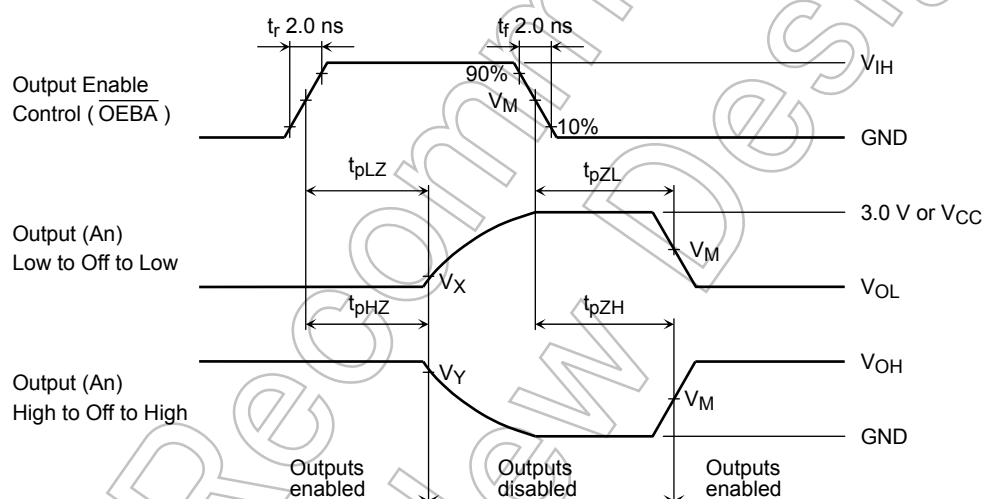 tr 2.0 ns
tf 2.0 ns
Output Enable
Control ( OEBA )
90%
VM
10%
VIH
GND
tpLZ
tpZL
3.0 V or VCC
Output (An)
Low to Off to Low
VX
VM
VOL
tpHZ
tpZH
VOH
Output (An)
High to Off to High
VY
VM
GND
Outputs
enabled
Outputs
disabled
Outputs
enabled